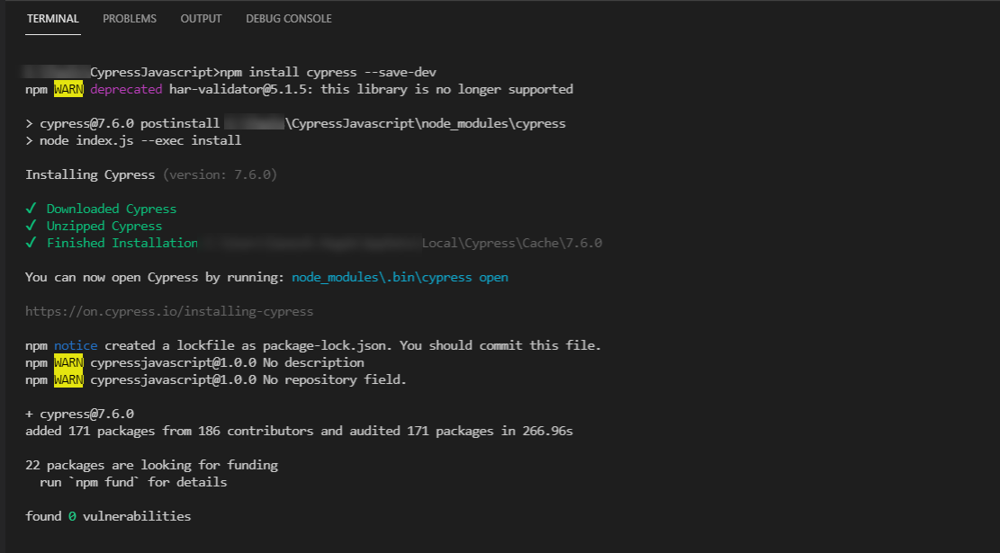 TERMINAL PROBLEMS OUTPUT DEBUG CONSOLE
CypressJavascript>npm install cypress --save-dev
npm WARN deprecated har-validator@5.1.5: this library is no longer supported
> cypress@7.6.0 postinstall \CypressJavascript\node_modules\cypress
> node index.js --exec install
Installing Cypress (version: 7.6.0)
✓ Downloaded Cypress
✓ Unzipped Cypress
✓ Finished Installation Local\Cypress\Cache\7.6.0
You can now open Cypress by running: node_modules\.bin\cypress open
https://on.cypress.io/installing-cypress
npm notice created a lockfile as package-lock.json. You should commit this file.
npm WARN cypressjavascript@1.0.0 No description
npm WARN cypressjavascript@1.0.0 No repository field.
+ cypress@7.6.0
added 171 packages from 186 contributors and audited 171 packages in 266.96s
22 packages are looking for funding
run `npm fund` for details
found 0 vulnerabilities